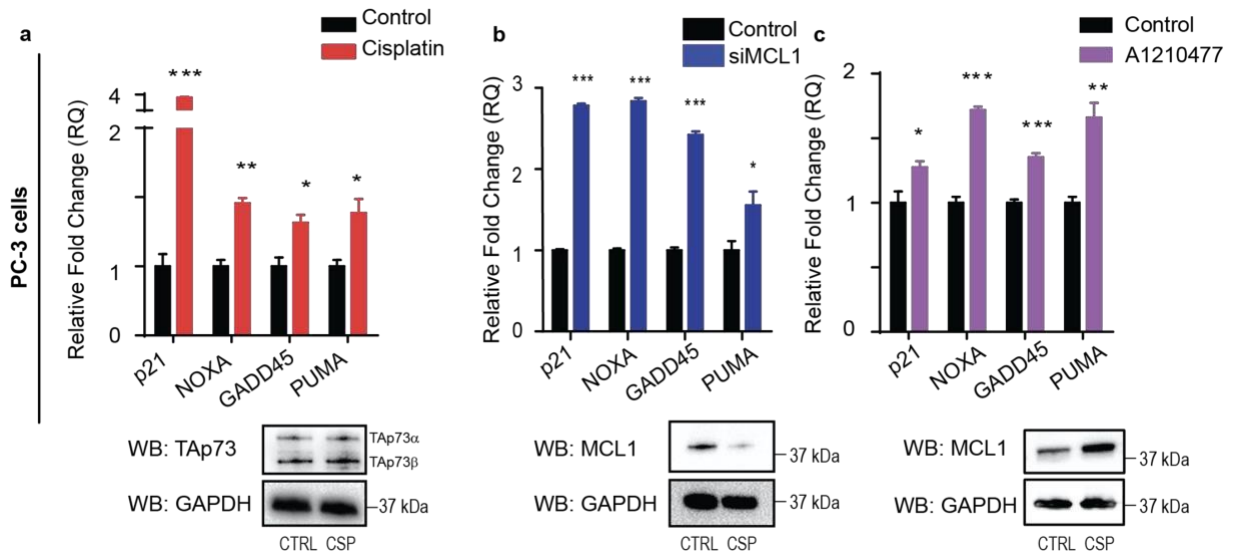 a
Control
Cisplatin
b
Control
siMCL1
c
Control
A1210477
PC-3 cells
Relative Fold Change (RQ)
4
2
1
0
***
**
*
*
p21
NOXA
GADD45
PUMA
Relative Fold Change (RQ)
3
2
1
0
***
***
***
*
p21
NOXA
GADD45
PUMA
Relative Fold Change (RQ)
2
1
0
*
***
***
**
p21
NOXA
GADD45
PUMA
WB: TAp73
TAp73α
TAp73β
WB: GAPDH
37 kDa
CTRL CSP
WB: MCL1
37 kDa
WB: GAPDH
37 kDa
CTRL CSP
WB: MCL1
37 kDa
WB: GAPDH
37 kDa
CTRL CSP